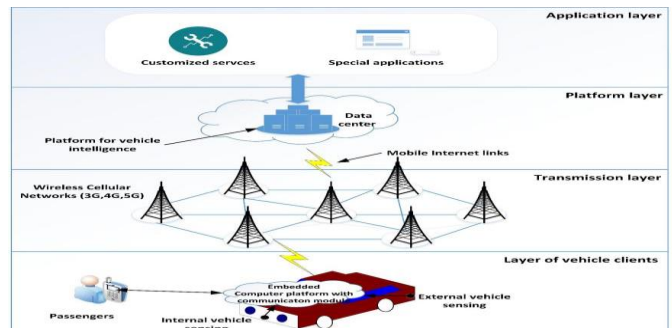 Application layer
Customized servces
Special applications
Platform layer
Data
center
Platform for vehicle
intelligence
Mobile Internet links
Wireless Cellular
Networks (3G,4G,5G)
Transmission layer
Layer of vehicle clients
Embedded
Computer platform with
communicaton module
Passengers
External vehicle
sensing
Internal vehicle
sensing